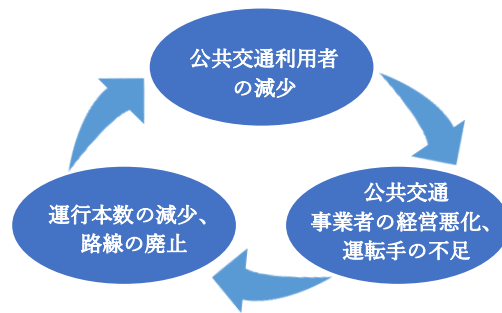 公共交通利用者
の減少
公共交通
事業者の経営悪化、
運転手の不足
運行本数の減少、
路線の廃止